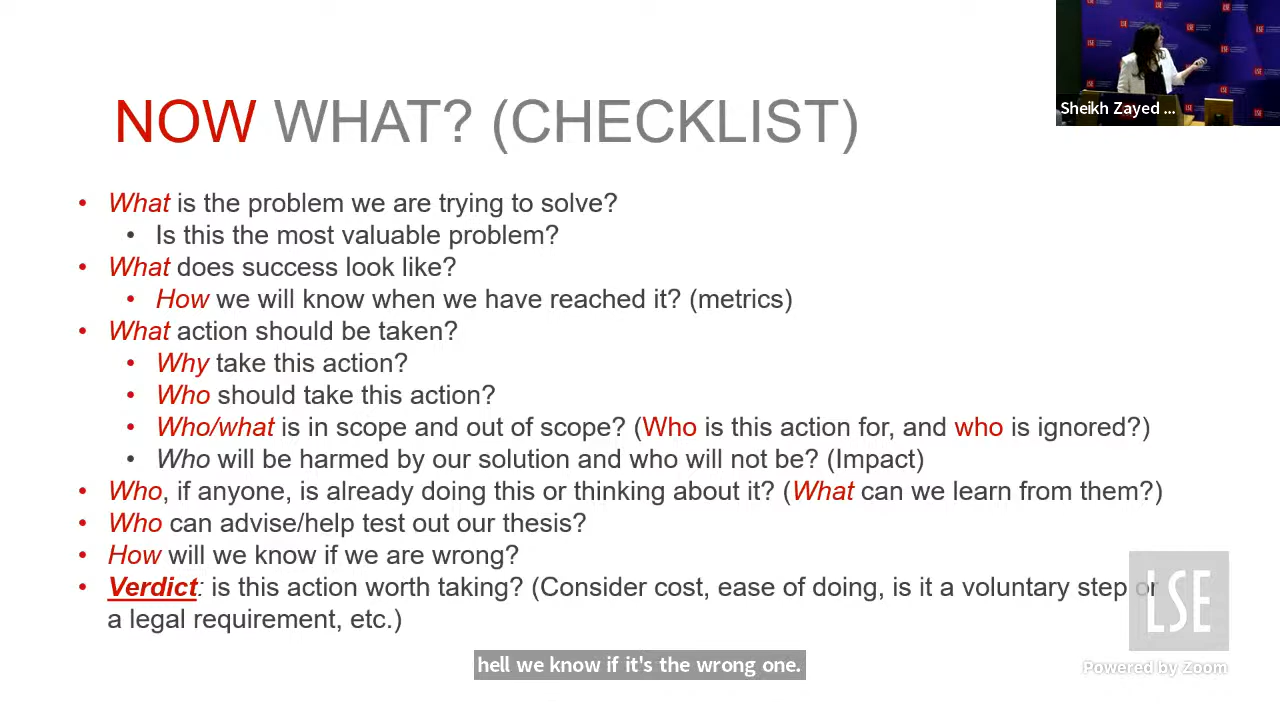 Sheikh Zayed ...
NOW WHAT? (CHECKLIST)
• What is the problem we are trying to solve?
• Is this the most valuable problem?
• What does success look like?
• How we will know when we have reached it? (metrics)
• What action should be taken?
• Why take this action?
• Who should take this action?
• Who/what is in scope and out of scope? (Who is this action for, and who is ignored?)
• Who will be harmed by our solution and who will not be? (Impact)
• Who, if anyone, is already doing this or thinking about it? (What can we learn from them?)
• Who can advise/help test out our thesis?
• How will we know if we are wrong?
• Verdict: is this action worth taking? (Consider cost, ease of doing, is it a voluntary step or
a legal requirement, etc.)
LSE
hell we know if it's the wrong one.
Powered by Zoom